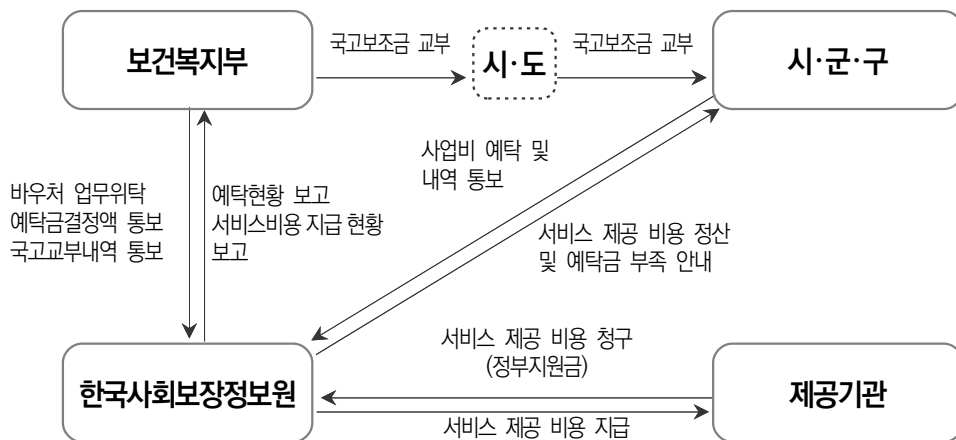 보건복지부
국고보조금 교부
시·도
국고보조금 교부
시·군·구
바우처 업무위탁
예탁금결정액 통보
국고교부내역 통보
예탁현황 보고
서비스비용 지급 현황
보고
사업비 예탁 및
내역 통보
서비스 제공 비용 정산
및 예탁금 부족 안내
한국사회보장정보원
서비스 제공 비용 청구
(정부지원금)
서비스 제공 비용 지급
제공기관